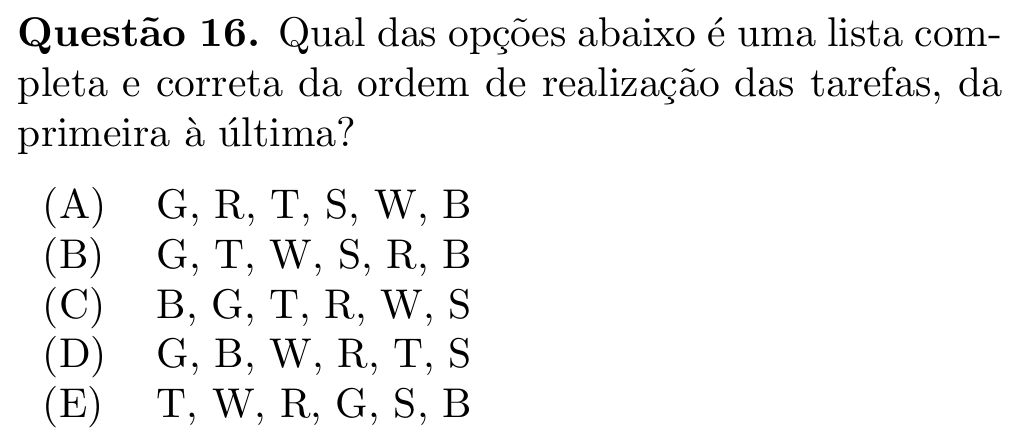 Questão 16. Qual das opções abaixo é uma lista com-
pleta e correta da ordem de realização das tarefas, da
primeira à última?
(A) G, R, T, S, W, B
(B) G, T, W, S, R, B
(C) B, G, T, R, W, S
(D) G, B, W, R, T, S
(E) T, W, R, G, S, B